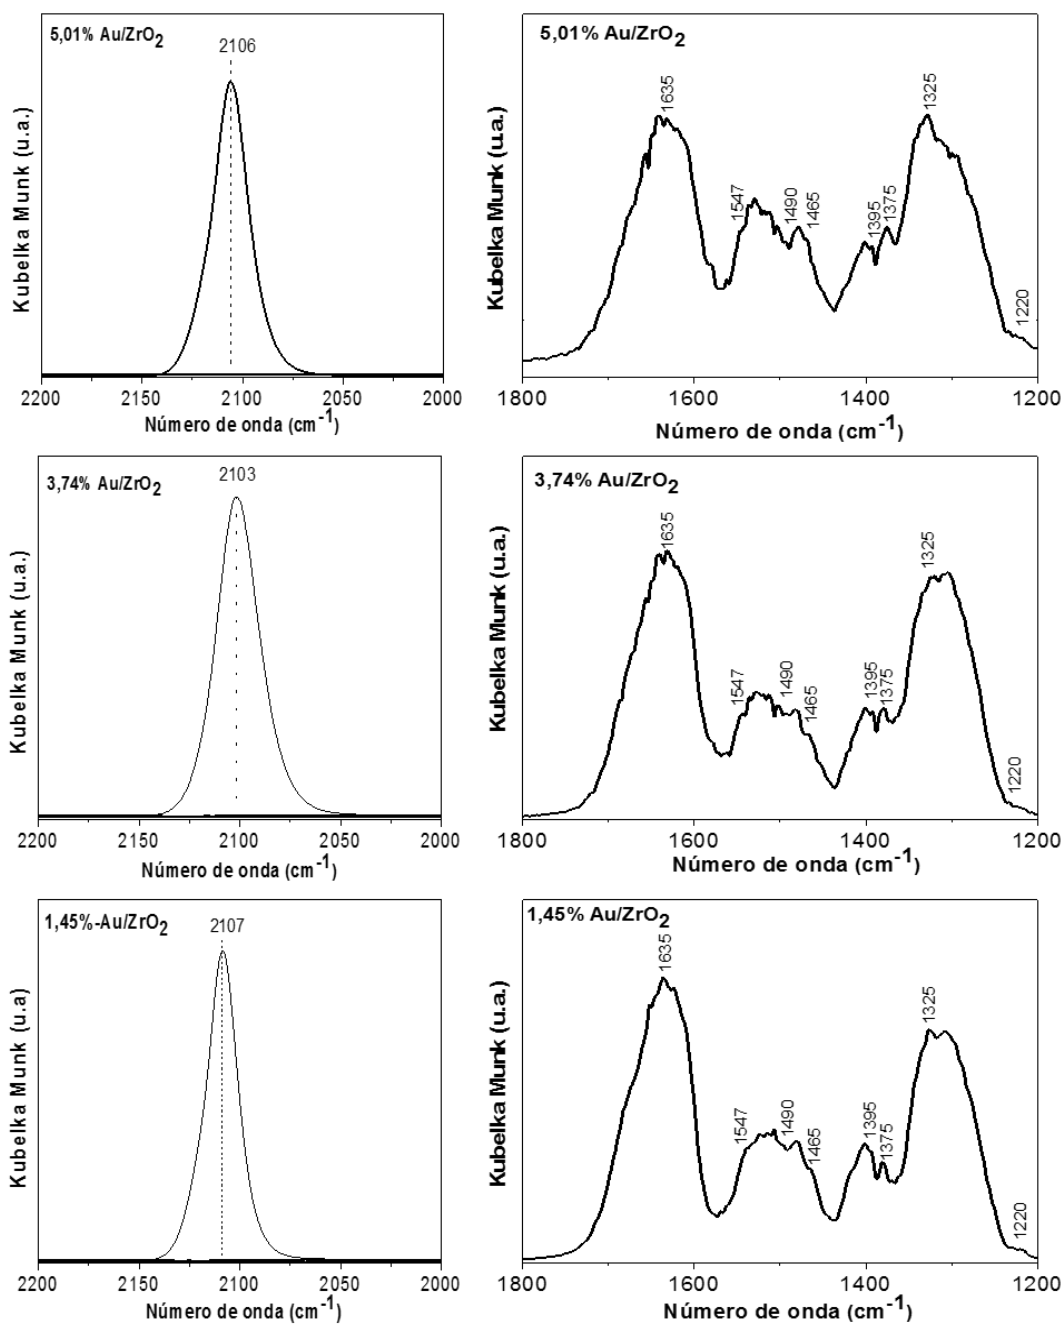 5,01% Au/ZrO2
2106
Kubelka Munk (u.a.)
2200 2150 2100 2050 2000
Número de onda (cm-1)
5,01% Au/ZrO2
1635
1547
1490
1465
1395
1375
1325
1220
Kubelka Munk (u.a.)
1800 1600 1400 1200
Número de onda (cm-1)
3,74% Au/ZrO2
2103
Kubelka Munk (u.a.)
2200 2150 2100 2050 2000
Número de onda (cm-1)
3,74% Au/ZrO2
1635
1547
1490
1465
1395
1375
1325
1220
Kubelka Munk (u.a.)
1800 1600 1400 1200
Número de onda (cm-1)
1,45%-Au/ZrO2
2107
Kubelka Munk (u.a)
2200 2150 2100 2050 2000
Número de onda (cm-1)
1,45% Au/ZrO2
1635
1547
1490
1465
1395
1375
1325
1220
Kubelka Munk (u.a.)
1800 1600 1400 1200
Número de onda (cm-1)